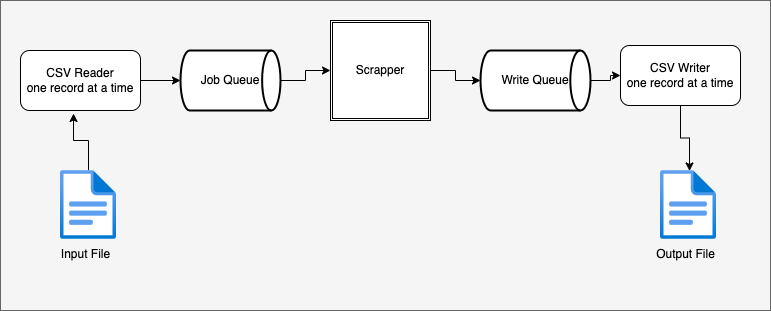 CSV Reader
one record at a time
Job Queue
Scrapper
Write Queue
CSV Writer
one record at a time
Input File
Output File